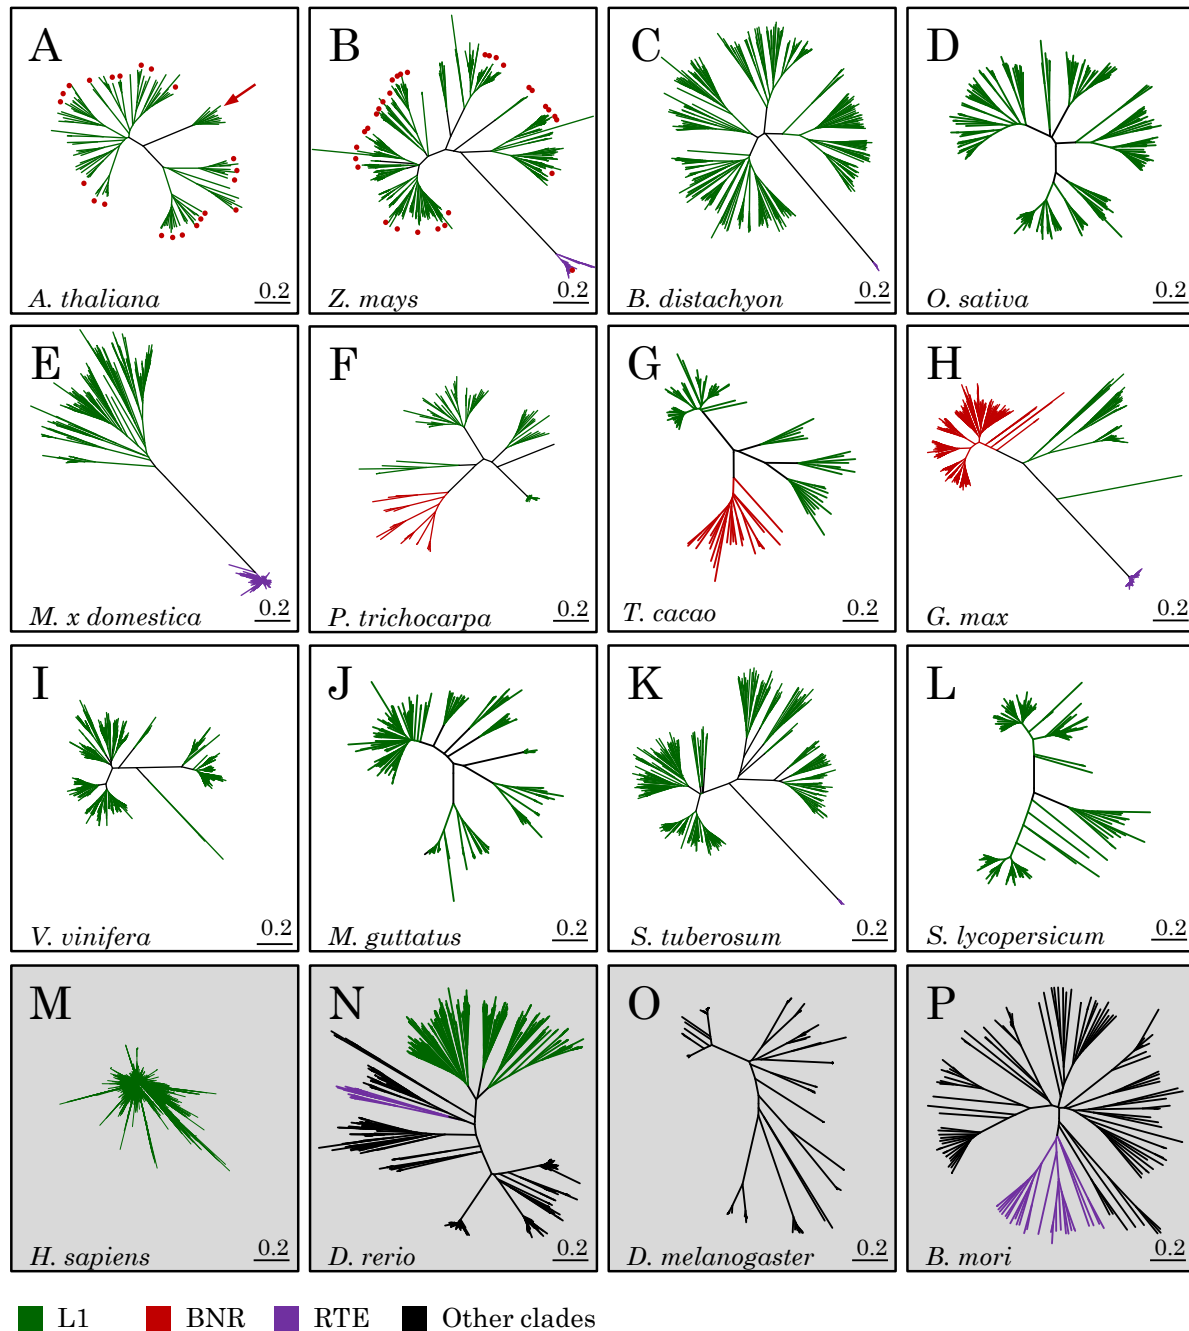 A
B
C
D
A. thaliana 0.2
Z. mays 0.2
B. distachyon 0.2
O. sativa 0.2
E
F
G
H
M. x domestica 0.2
P. trichocarpa 0.2
T. cacao 0.2
G. max 0.2
I
J
K
L
V. vinifera 0.2
M. guttatus 0.2
S. tuberosum 0.2
S. lycopersicum 0.2
M
N
O
P
H. sapiens 0.2
D. rerio 0.2
D. melanogaster 0.2
B. mori 0.2
L1 BNR RTE Other clades